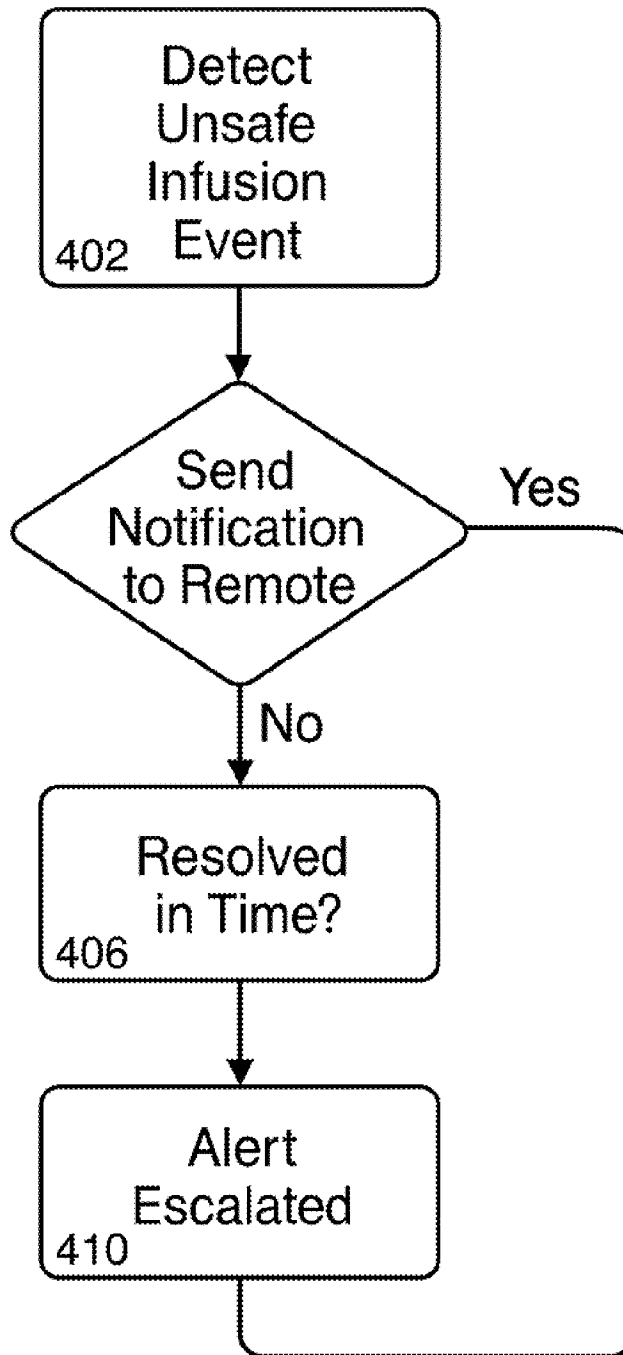 Detect
Unsafe
Infusion
Event
402
Send
Notification
to Remote
Yes
No
Resolved
in Time?
406
Alert
Escalated
410